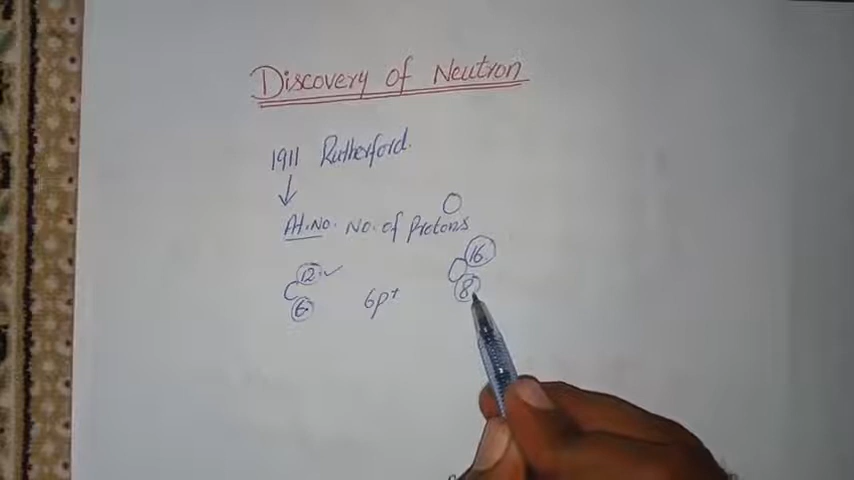 Discovery of Neutron
1911 Rutherford.
At.No. No. of Protons
C 12 6 6p+ O 16 8